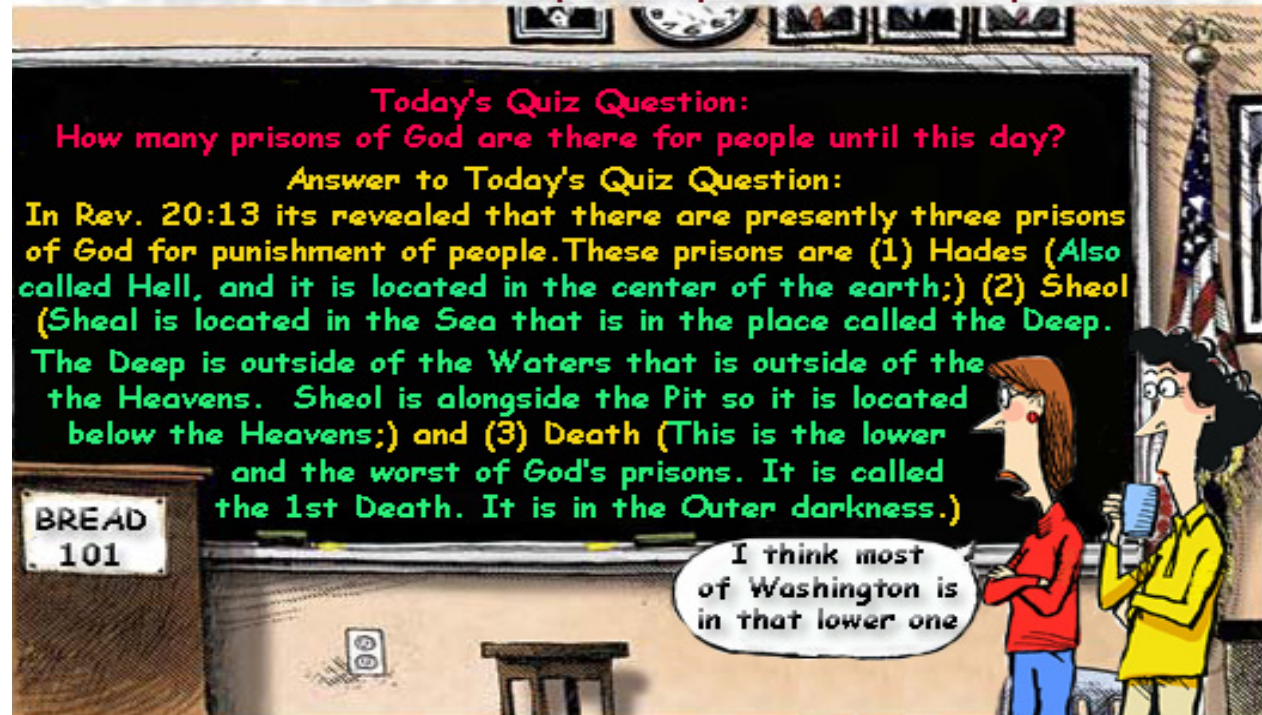 Today's Quiz Question:
How many prisons of God are there for people until this day?
Answer to Today's Quiz Question:
In Rev. 20:13 its revealed that there are presently three prisons
of God for punishment of people.These prisons are (1) Hades (Also
called Hell, and it is located in the center of the earth;) (2) Sheol
(Sheal is located in the Sea that is in the place called the Deep.
The Deep is outside of the Waters that is outside of the
the Heavens. Sheol is alongside the Pit so it is located
below the Heavens;) and (3) Death (This is the lower
and the worst of God's prisons. It is called
the 1st Death. It is in the Outer darkness.)
BREAD
101
I think most
of Washington is
in that lower one